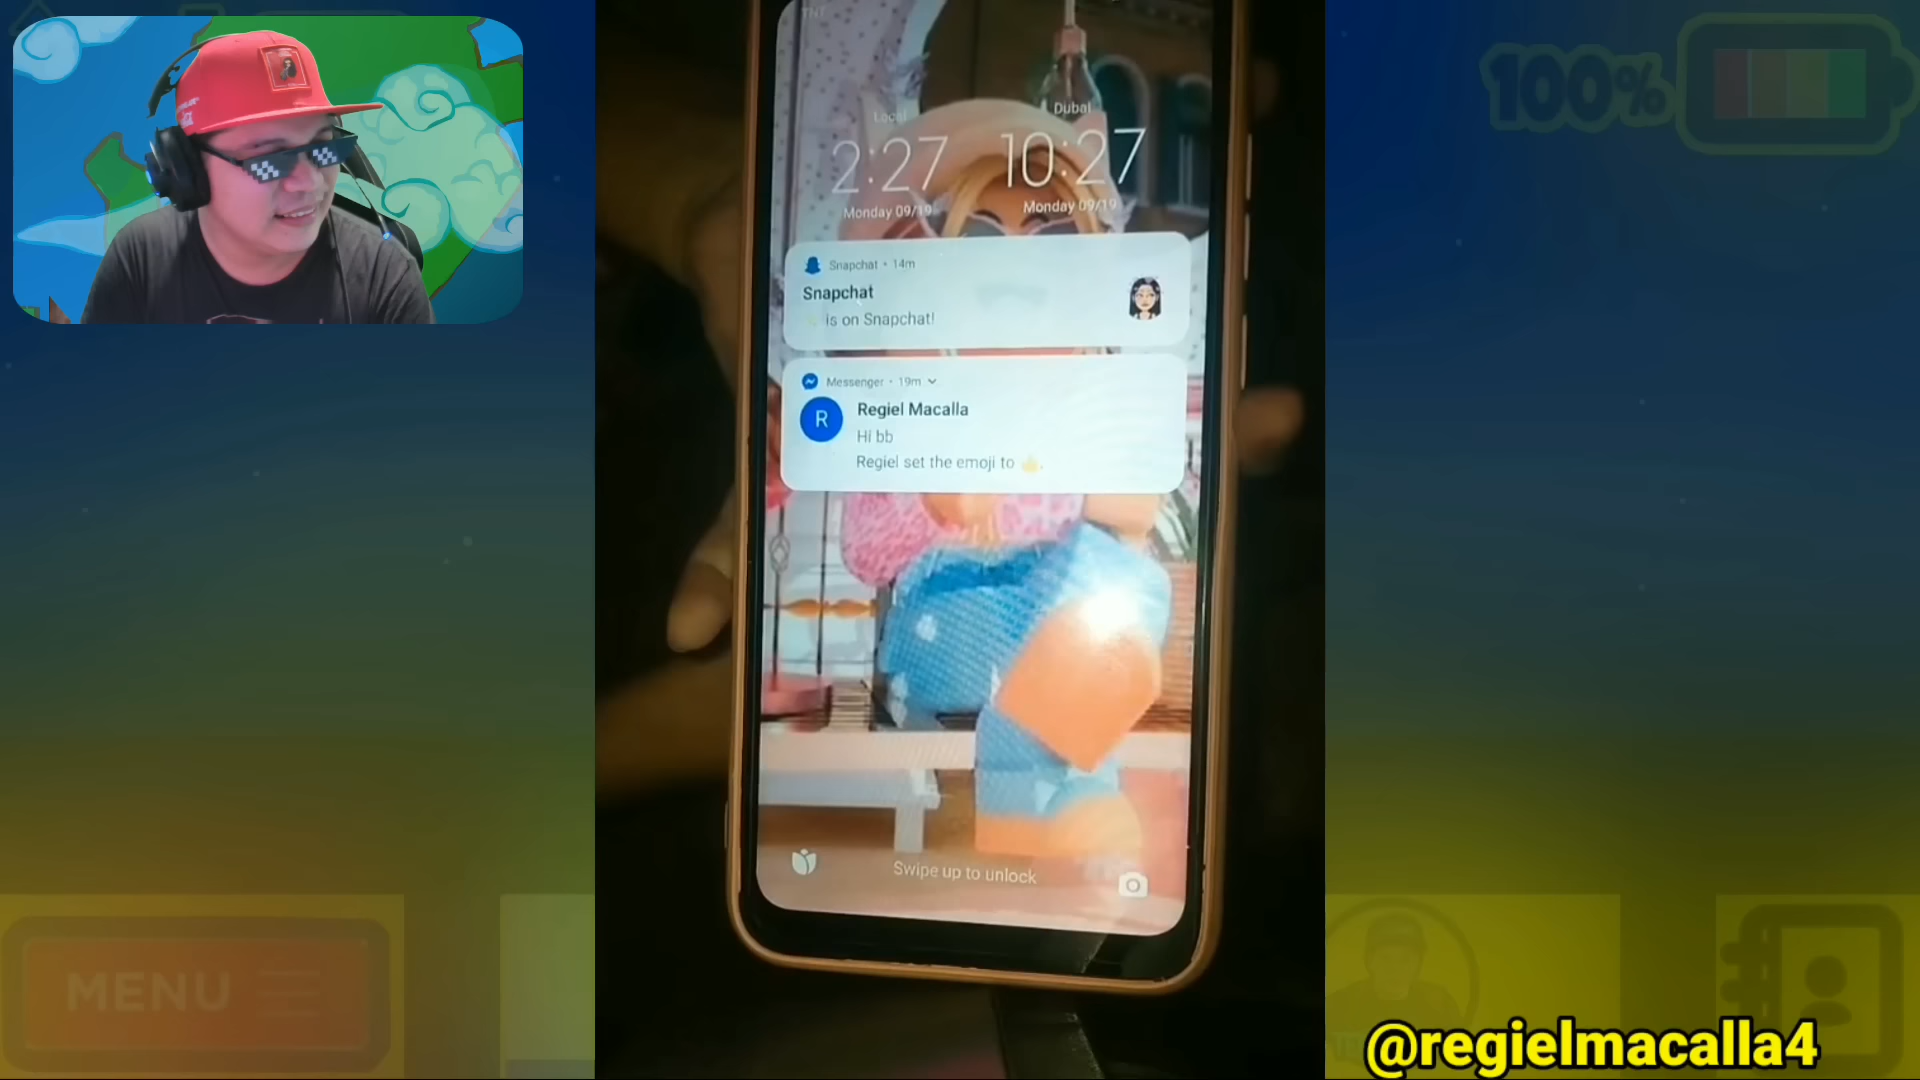 100%
TNT
Local
Dubai
2:27
10:27
Monday 09/19
Monday 09/19
Snapchat • 14m
Snapchat
is on Snapchat!
Messenger • 19m
R
Regiel Macalla
Hi bb
Regiel set the emoji to 👍.
Swipe up to unlock
MENU
@regielmacalla4